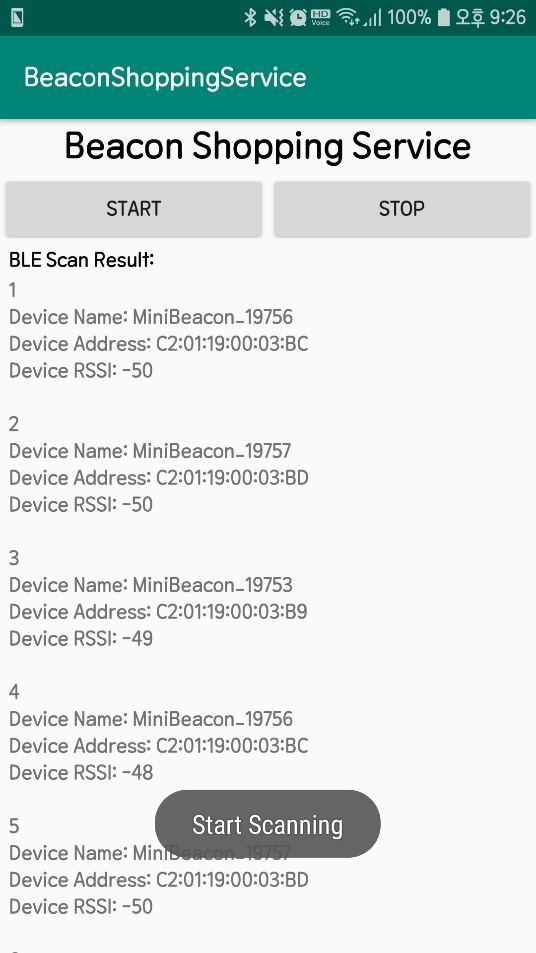 HD Voice 100% 오후 9:26
BeaconShoppingService
Beacon Shopping Service
START STOP
BLE Scan Result:
1
Device Name: MiniBeacon_19756
Device Address: C2:01:19:00:03:BC
Device RSSI: -50
2
Device Name: MiniBeacon_19757
Device Address: C2:01:19:00:03:BD
Device RSSI: -50
3
Device Name: MiniBeacon_19753
Device Address: C2:01:19:00:03:B9
Device RSSI: -49
4
Device Name: MiniBeacon_19756
Device Address: C2:01:19:00:03:BC
Device RSSI: -48
5
Start Scanning
Device Name: MiniBeacon_19757
Device Address: C2:01:19:00:03:BD
Device RSSI: -50